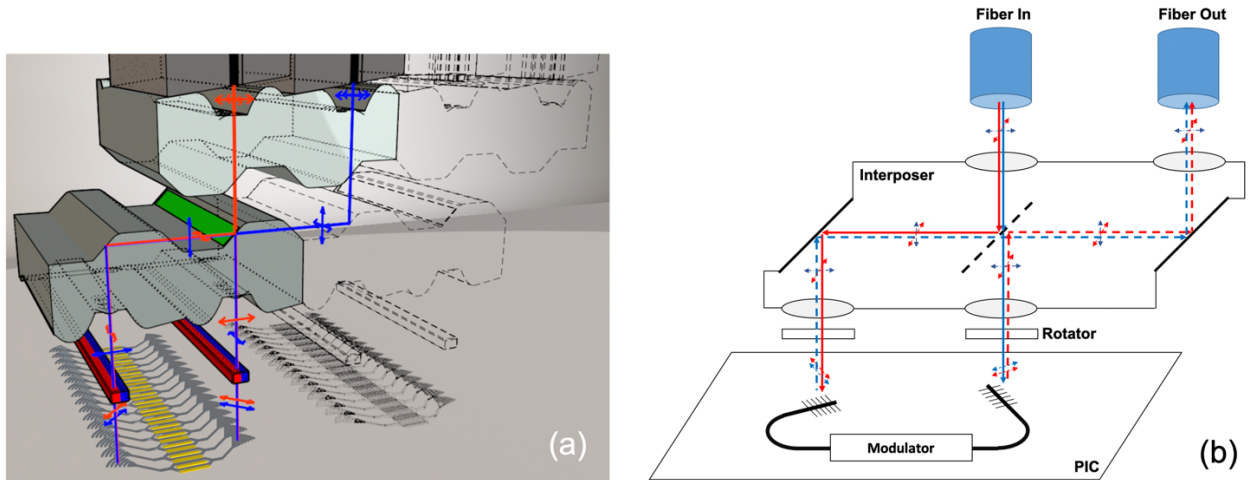 Fiber In
Fiber Out
Interposer
Rotator
Modulator
PIC
(a)
(b)